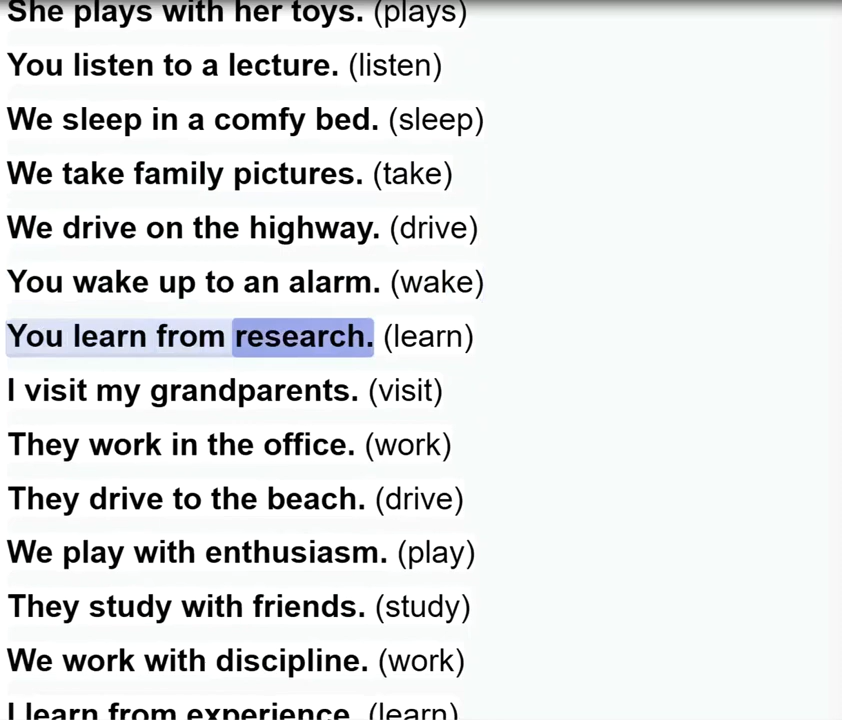 She plays with her toys. (plays)
You listen to a lecture. (listen)
We sleep in a comfy bed. (sleep)
We take family pictures. (take)
We drive on the highway. (drive)
You wake up to an alarm. (wake)
You learn from research. (learn)
I visit my grandparents. (visit)
They work in the office. (work)
They drive to the beach. (drive)
We play with enthusiasm. (play)
They study with friends. (study)
We work with discipline. (work)
I learn from experience. (learn)